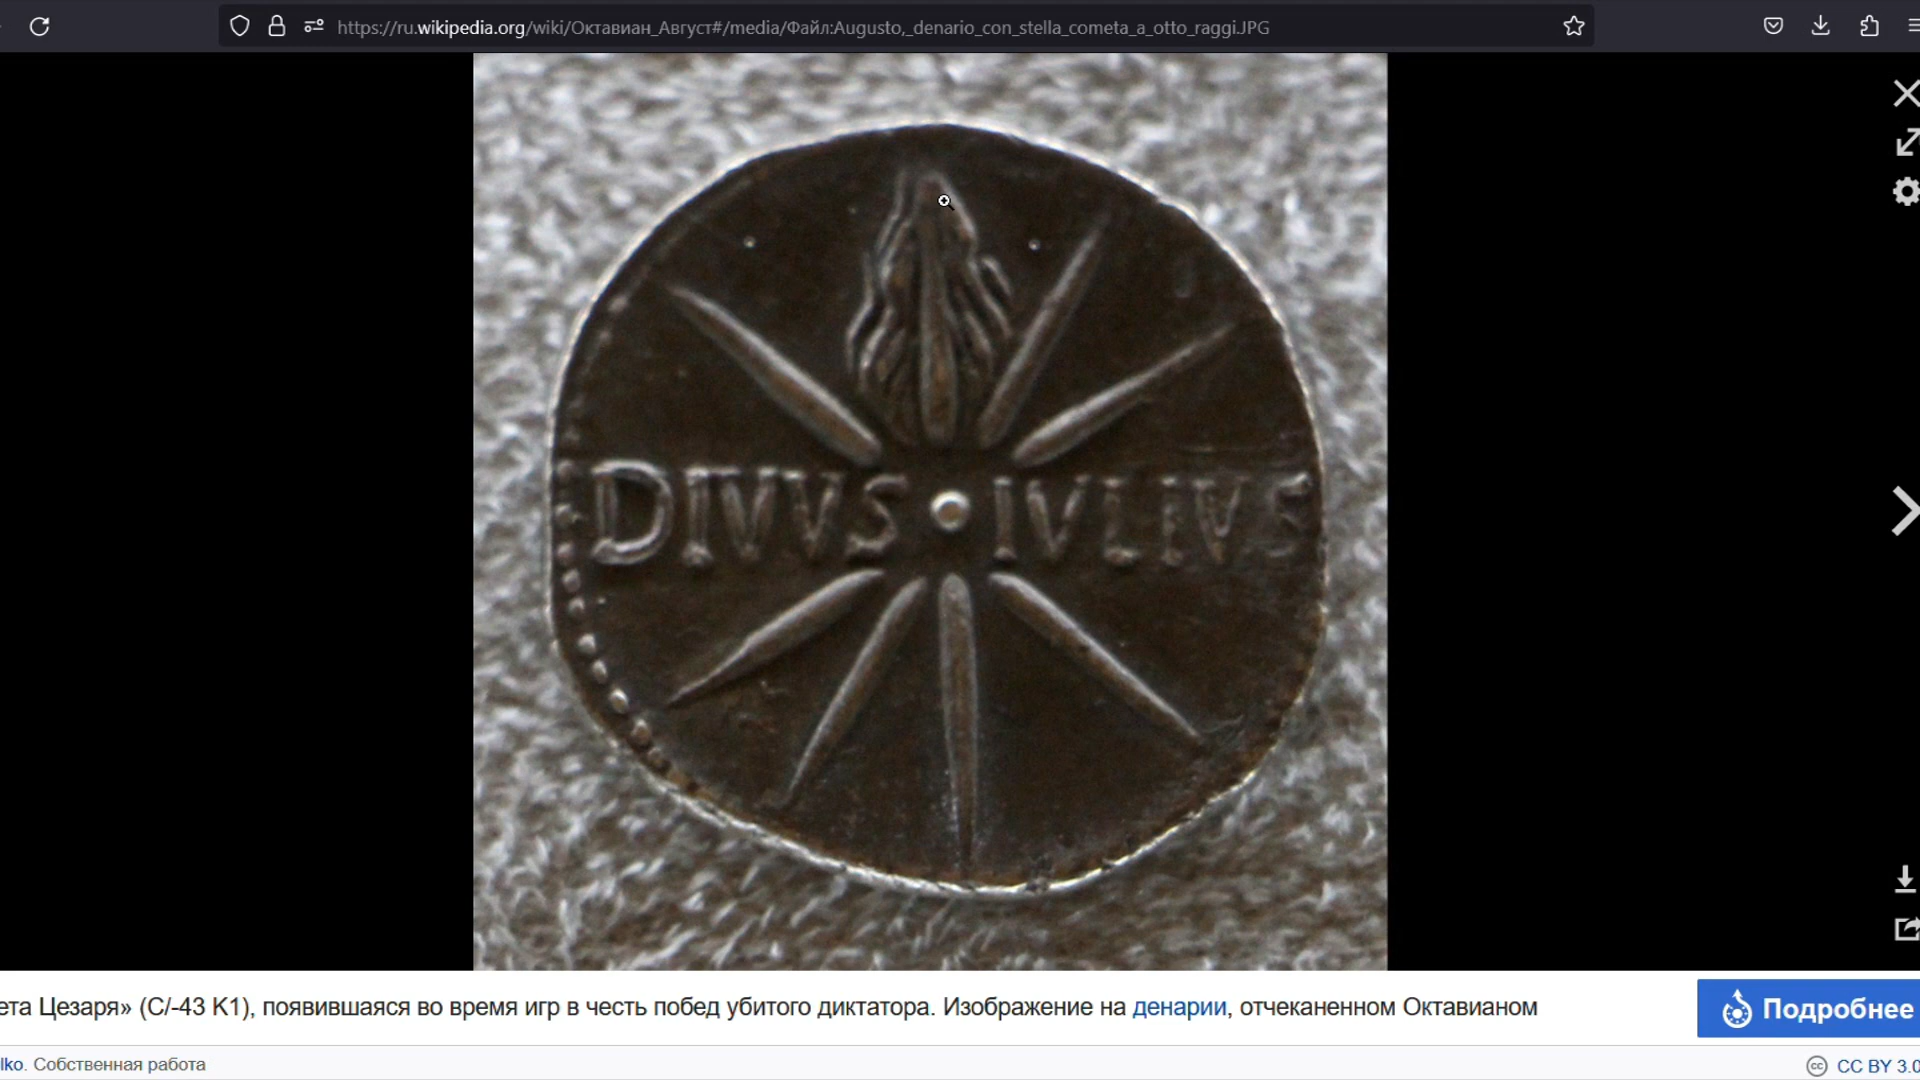 https://ru.wikipedia.org/wiki/Октавиан_Август#/media/Файл:Augusto,_denario_con_stella_cometa_a_otto_raggi.JPG
DIVVS • IVLIVS
ета Цезаря» (C/-43 K1), появившаяся во время игр в честь побед убитого диктатора. Изображение на денарии, отчеканенном Октавианом
Подробнее
lko. Собственная работа
cc CC BY 3.0